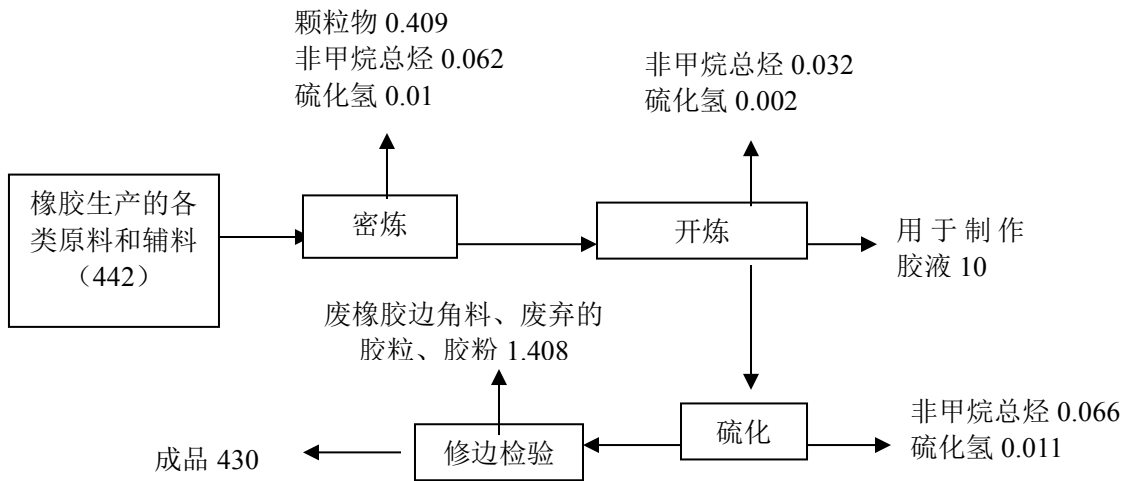 颗粒物 0.409
非甲烷总烃 0.062
硫化氢 0.01
非甲烷总烃 0.032
硫化氢 0.002
橡胶生产的各
类原料和辅料
（442）
密炼
开炼
用于制作
胶液 10
废橡胶边角料、废弃的
胶粒、胶粉 1.408
硫化
非甲烷总烃 0.066
硫化氢 0.011
修边检验
成品 430